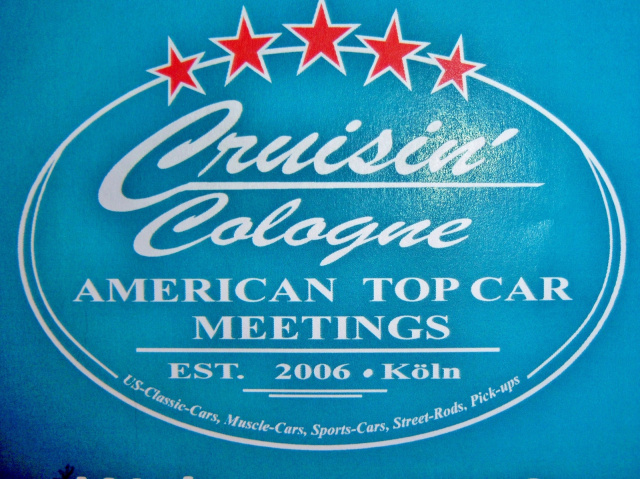 Cruisin'
Cologne
AMERICAN TOP CAR
MEETINGS
EST. 2006 • Köln
US-Classic-Cars, Muscle-Cars, Sports-Cars, Street-Rods, Pick-ups